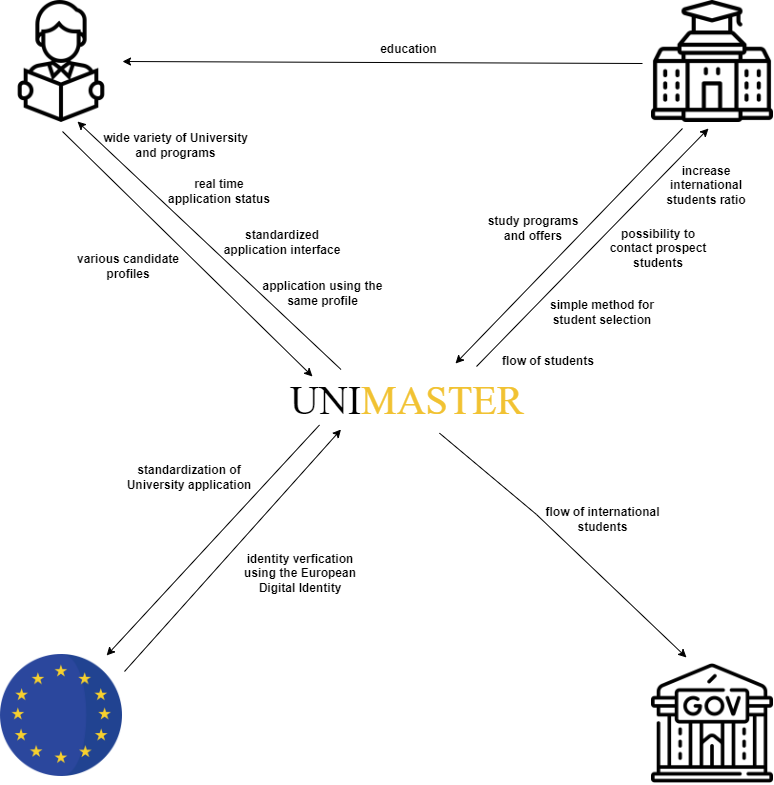 education
wide variety of University
and programs
real time
application status
increase
international
students ratio
study programs
and offers
standardized
application interface
possibility to
contact prospect
students
various candidate
profiles
application using the
same profile
simple method for
student selection
flow of students
UNIMASTER
standardization of
University application
flow of international
students
identity verfication
using the European
Digital Identity
GOV